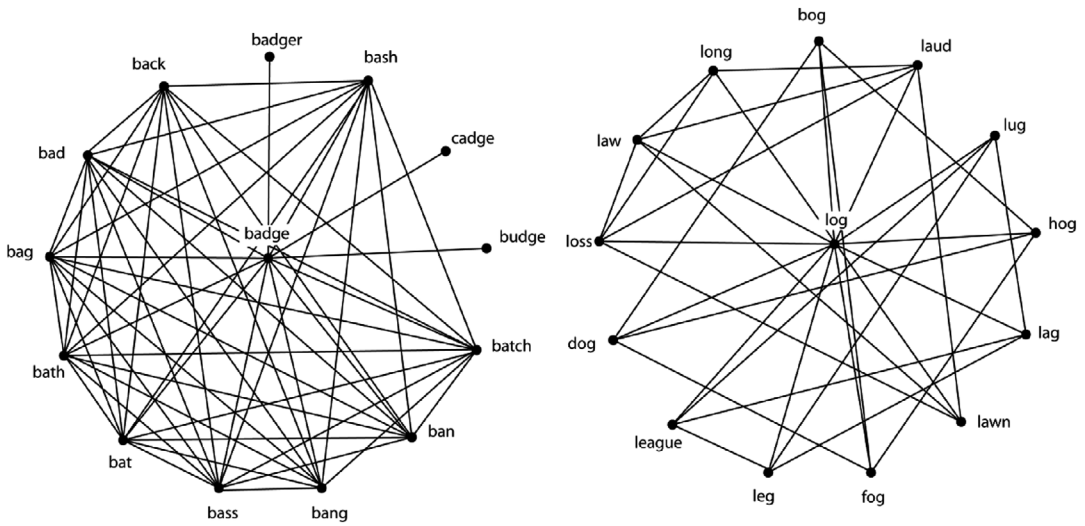 badger
back
bash
cadge
bad
badge
budge
bag
batch
bath
ban
bat
bass
bang
bog
long
laud
lug
law
log
hog
loss
lag
dog
lawn
league
leg
fog